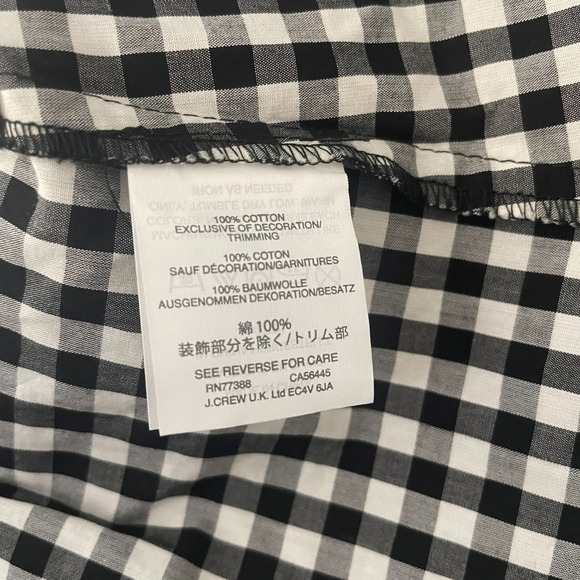 100% COTTON
EXCLUSIVE OF DECORATION/
TRIMMING
100% COTON
SAUF DÉCORATION/GARNITURES
100% BAUMWOLLE
AUSGENOMMEN DEKORATION/BESATZ
綿 100%
装飾部分を除く/トリム部
SEE REVERSE FOR CARE
RN77388 CA56445
J.CREW U.K. Ltd EC4V 6JA